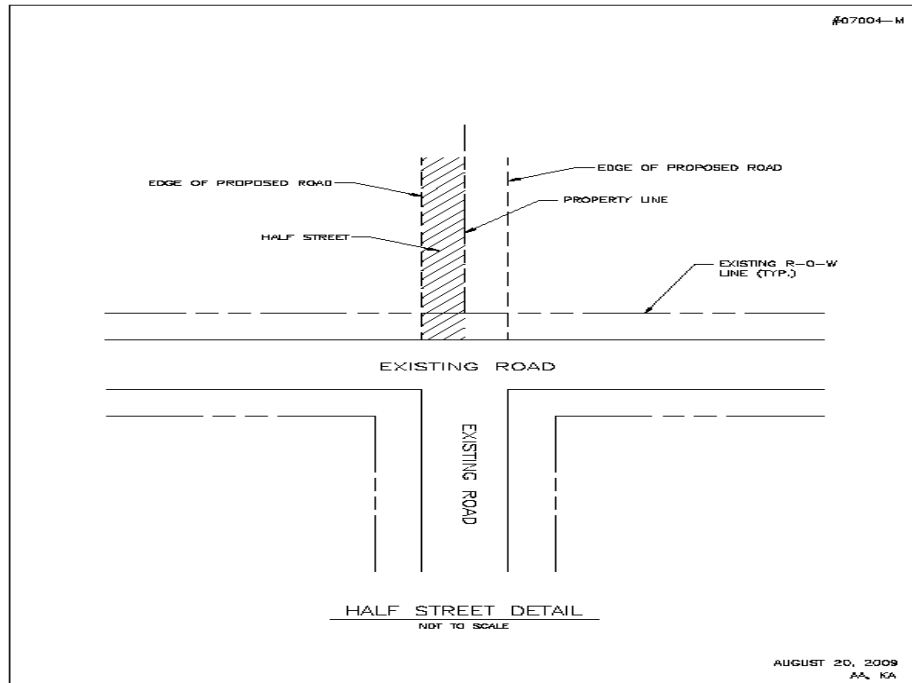 #07004-M
EDGE OF PROPOSED ROAD
EDGE OF PROPOSED ROAD
PROPERTY LINE
HALF STREET
EXISTING R-O-W
LINE (TYP.)
EXISTING ROAD
EXISTING ROAD
HALF STREET DETAIL
NOT TO SCALE
AUGUST 20, 2009
AA, KA